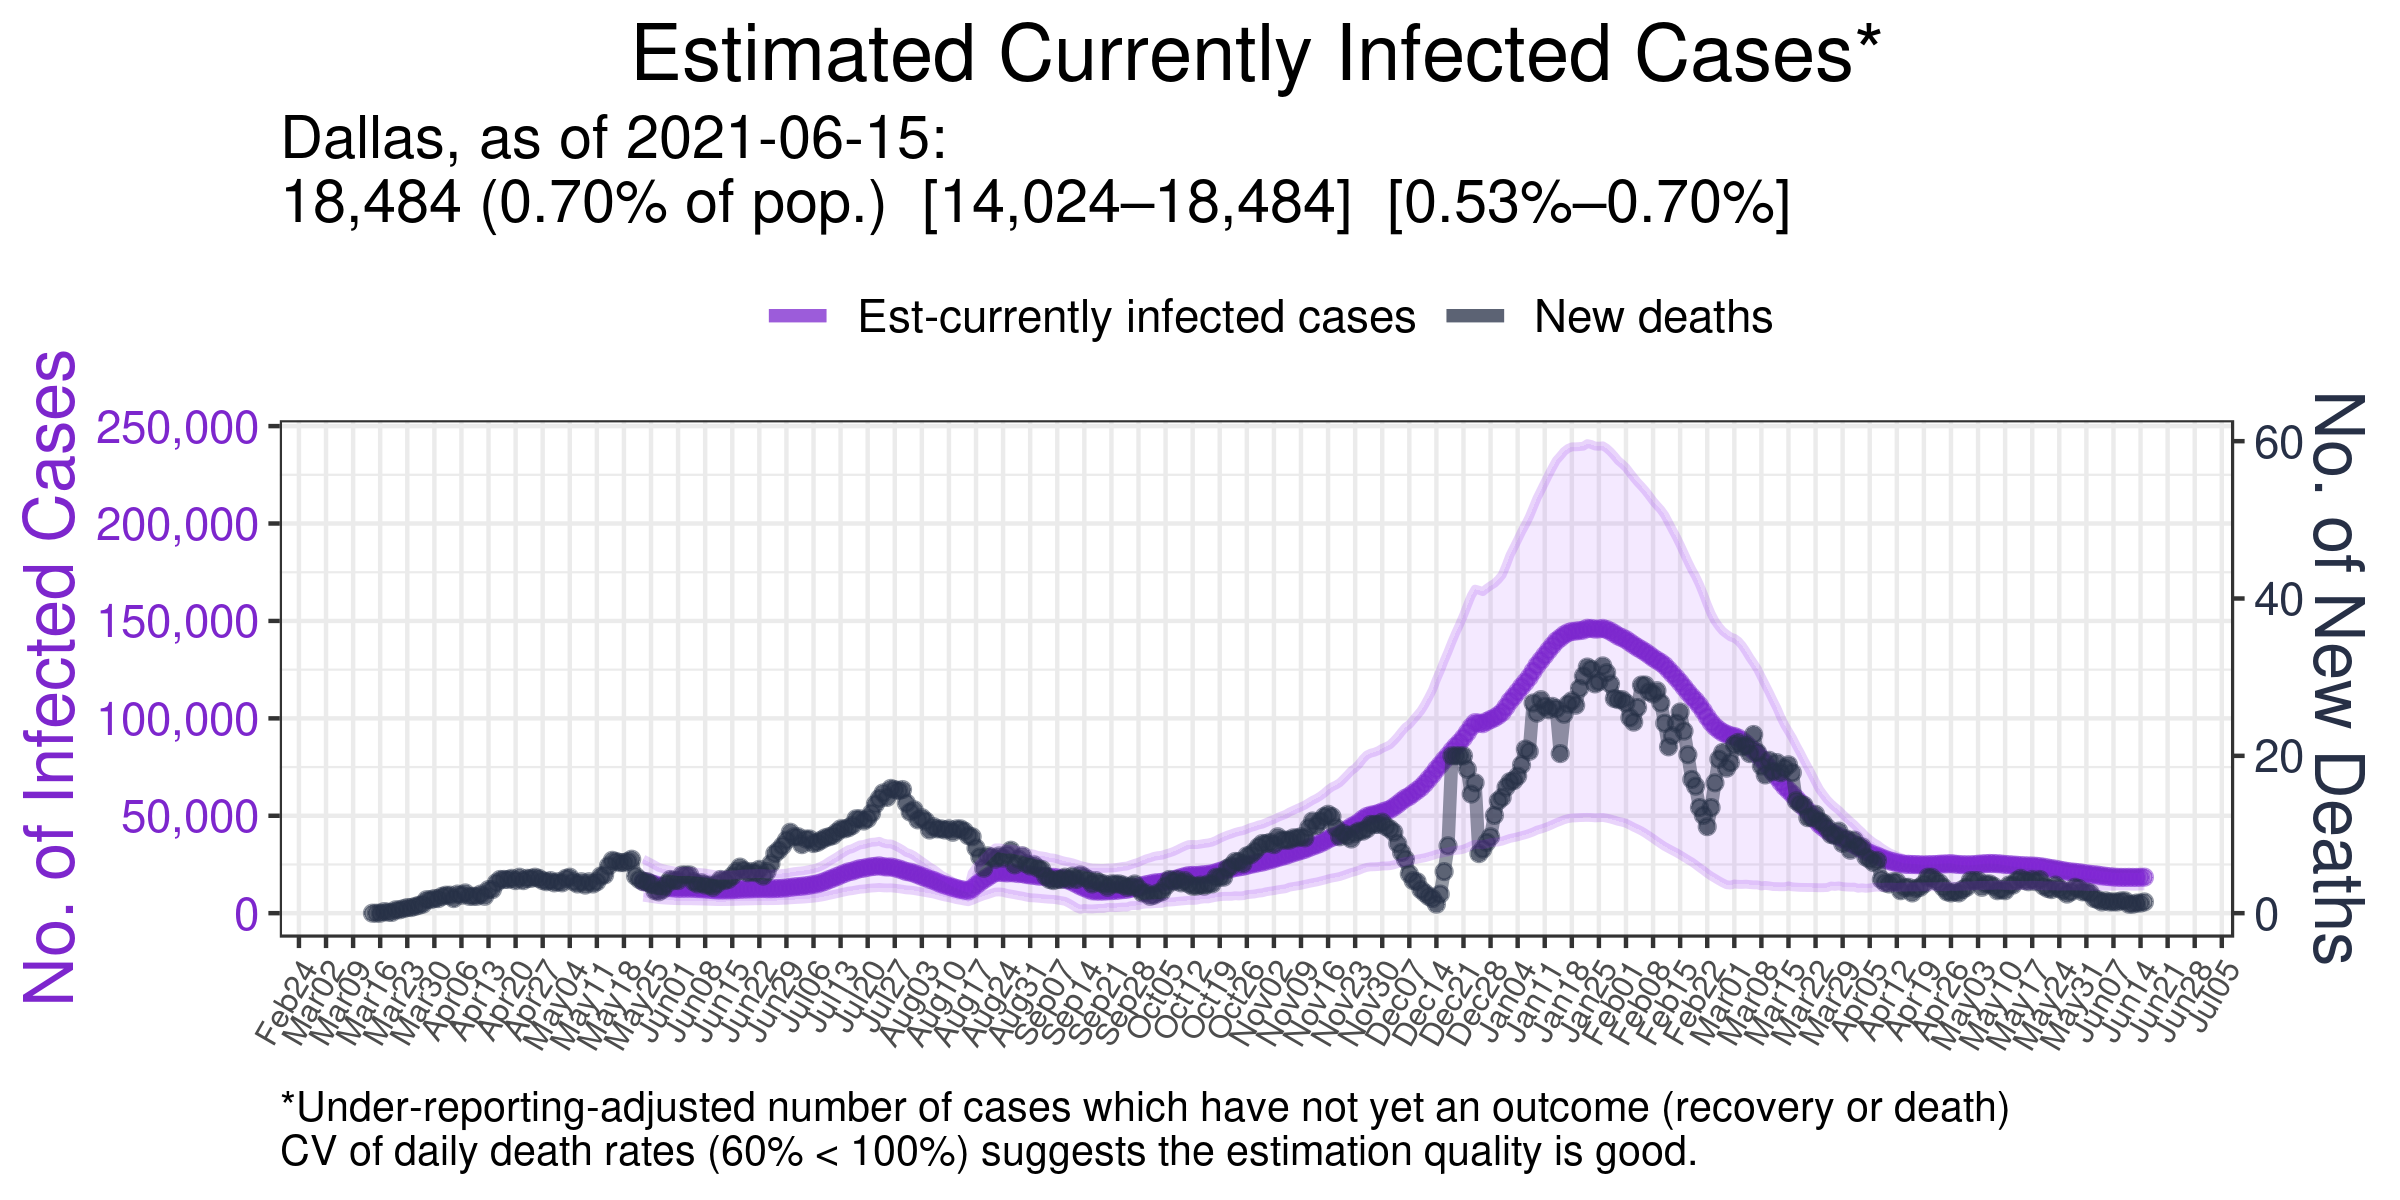 Estimated Currently Infected Cases*
Dallas, as of 2021-06-15:
18,484 (0.70% of pop.)  [14,024–18,484]  [0.53%–0.70%]
Est-currently infected cases
New deaths
No. of Infected Cases
250,000
200,000
150,000
100,000
50,000
0
60
40
20
0
No. of New Deaths
Feb24
Mar02
Mar09
Mar16
Mar23
Mar30
Apr06
Apr13
Apr20
Apr27
May04
May11
May18
May25
Jun01
Jun08
Jun15
Jun22
Jun29
Jul06
Jul13
Jul20
Jul27
Aug03
Aug10
Aug17
Aug24
Aug31
Sep07
Sep14
Sep21
Sep28
Oct05
Oct12
Oct19
Oct26
Nov02
Nov09
Nov16
Nov23
Nov30
Dec07
Dec14
Dec21
Dec28
Jan04
Jan11
Jan18
Jan25
Feb01
Feb08
Feb15
Feb22
Mar01
Mar08
Mar15
Mar22
Mar29
Apr05
Apr12
Apr19
Apr26
May03
May10
May17
May24
May31
Jun07
Jun14
Jun21
Jun28
Jul05
*Under-reporting-adjusted number of cases which have not yet an outcome (recovery or death)
CV of daily death rates (60% < 100%) suggests the estimation quality is good.